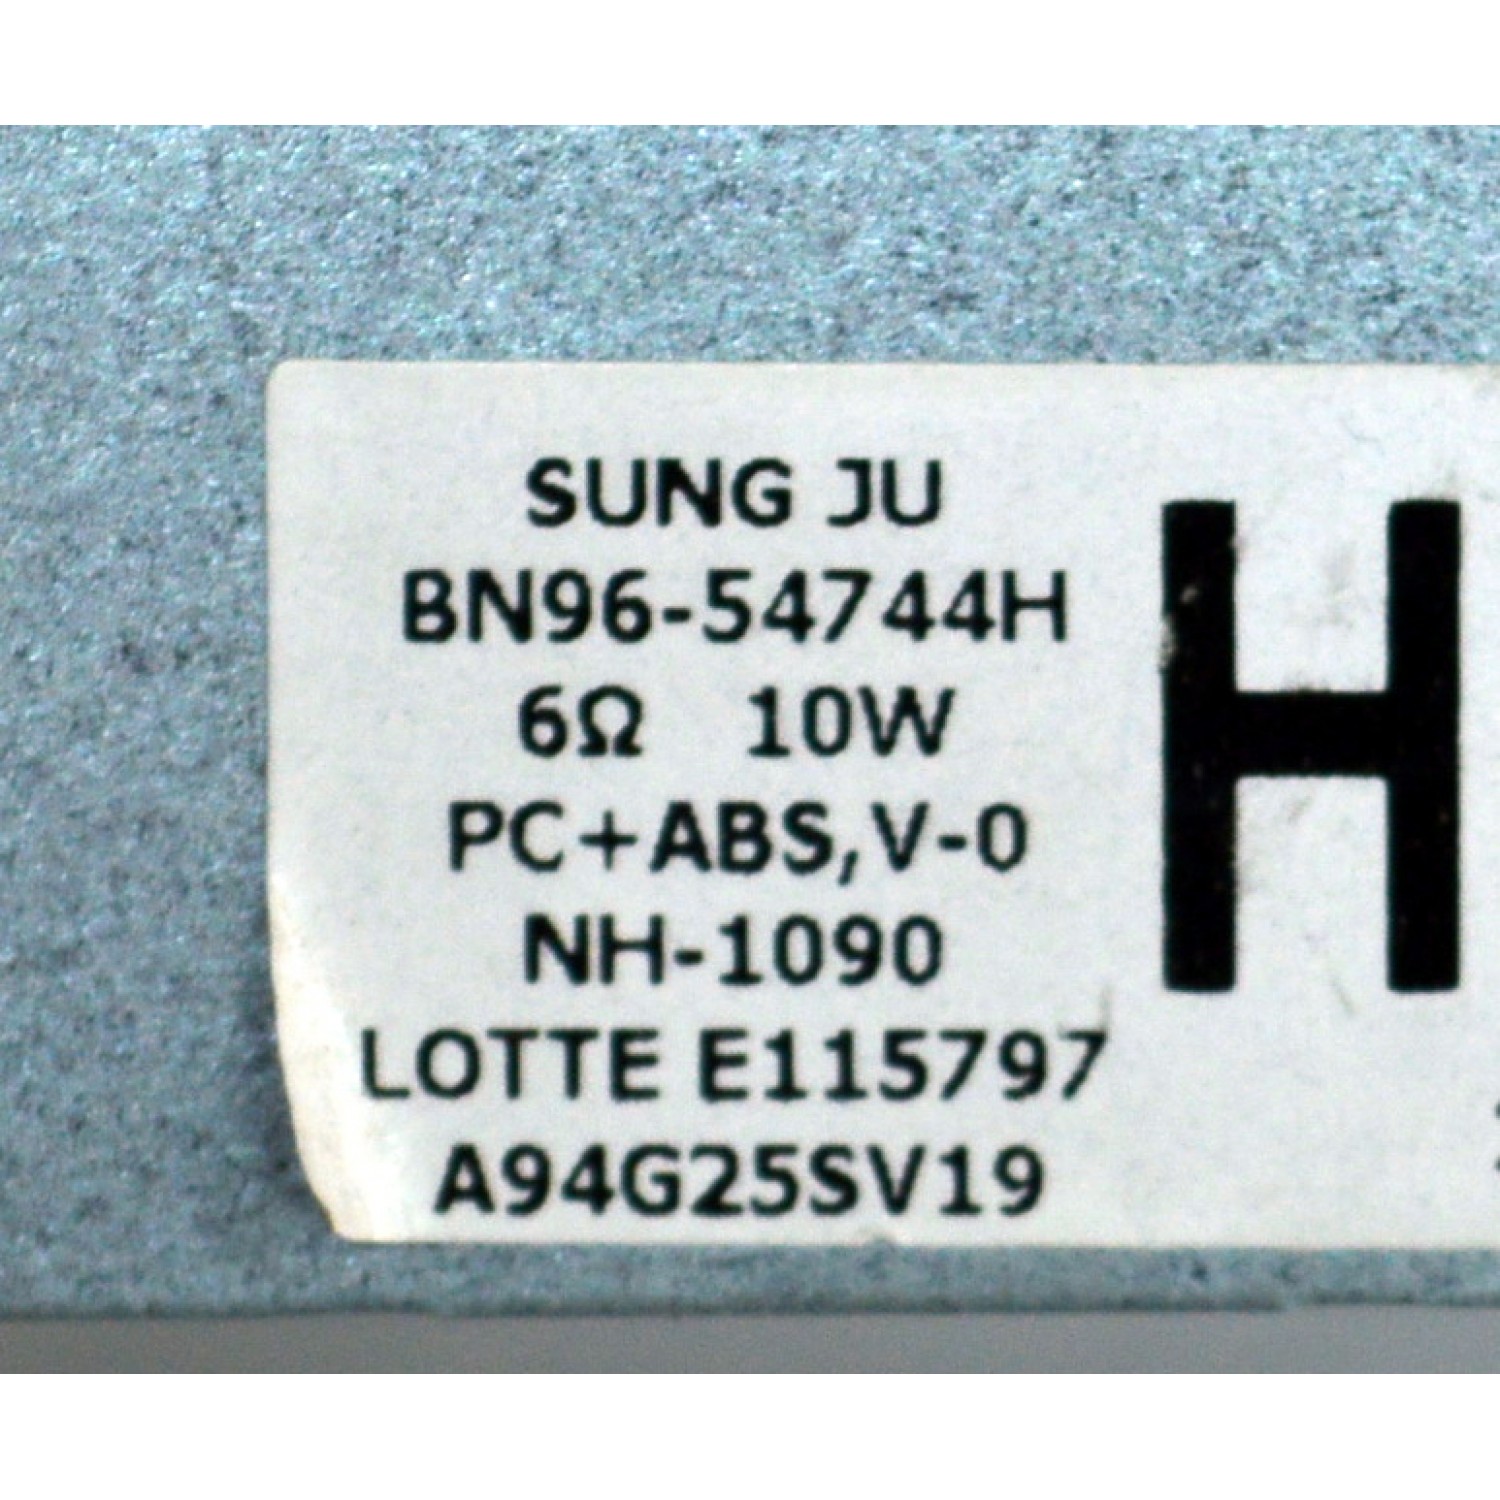 SUNG JU
BN96-54744H
6Ω 10W
PC+ABS,V-0
NH-1090
LOTTE E115797
A94G25SV19
H